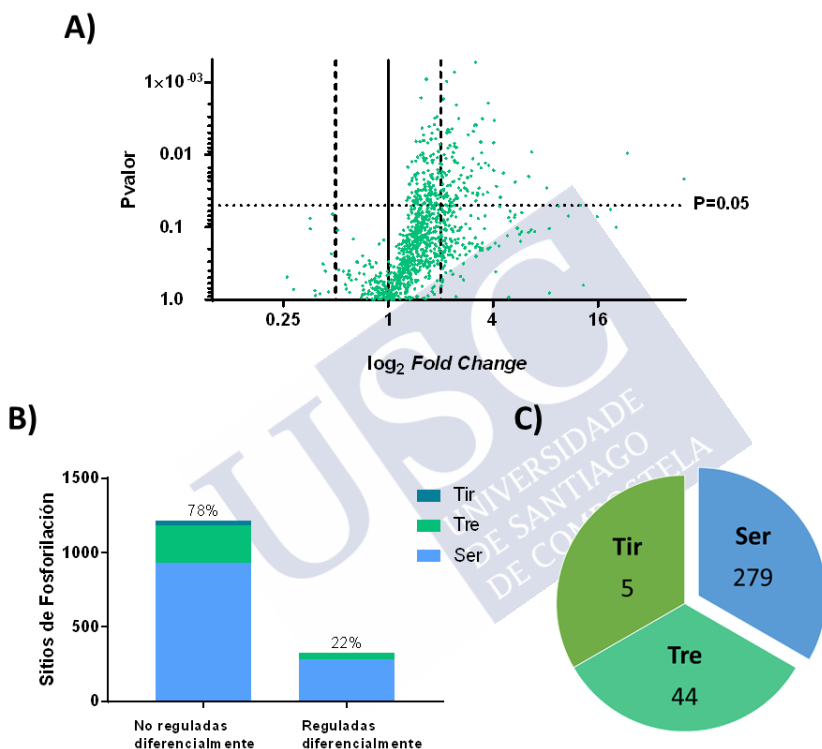 A)
1×10⁻⁰³
0.01
0.1
1.0
Pvalor
P=0.05
0.25
1
4
16
log₂ Fold Change
B)
1500
1000
500
0
Sitios de Fosforilación
78%
22%
Tir
Tre
Ser
No reguladas
diferencialmente
Reguladas
diferencialmente
C)
Tir
5
Ser
279
Tre
44
USC
UNIVERSIDADE
DE SANTIAGO
DE COMPOSTELA